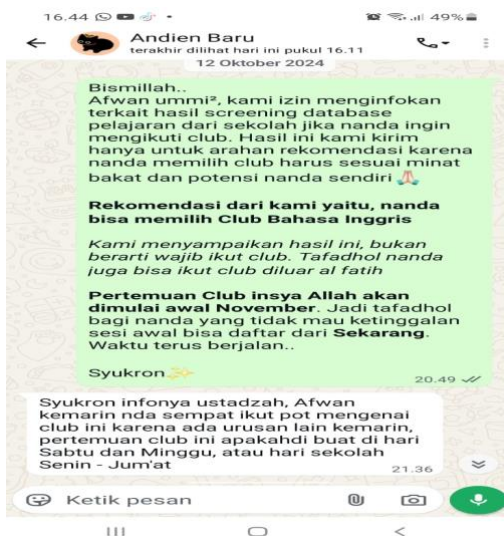 16.44
49%
Andien Baru
terakhir dilihat hari ini pukul 16.11
12 Oktober 2024
Bismillah..
Afwan ummi², kami izin menginfokan
terkait hasil screening database
pelajaran dari sekolah jika nanda ingin
mengikuti club. Hasil ini kami kirim
hanya untuk arahan rekomendasi karena
nanda memilih club harus sesuai minat
bakat dan potensi nanda sendiri 🙏🏻
Rekomendasi dari kami yaitu, nanda
bisa memilih Club Bahasa Inggris
Kami menyampaikan hasil ini, bukan
berarti wajib ikut club. Tafadhol nanda
juga bisa ikut club diluar al fatih
Pertemuan Club insya Allah akan
dimulai awal November. Jadi tafadhol
bagi nanda yang tidak mau ketinggalan
sesi awal bisa daftar dari Sekarang.
Waktu terus berjalan..
Syukron✨
20.49
Syukron infonya ustadzah, Afwan
kemarin nda sempat ikut pot mengenai
club ini karena ada urusan lain kemarin,
pertemuan club ini apakahdi buat di hari
Sabtu dan Minggu, atau hari sekolah
Senin - Jum'at
21.36
Ketik pesan